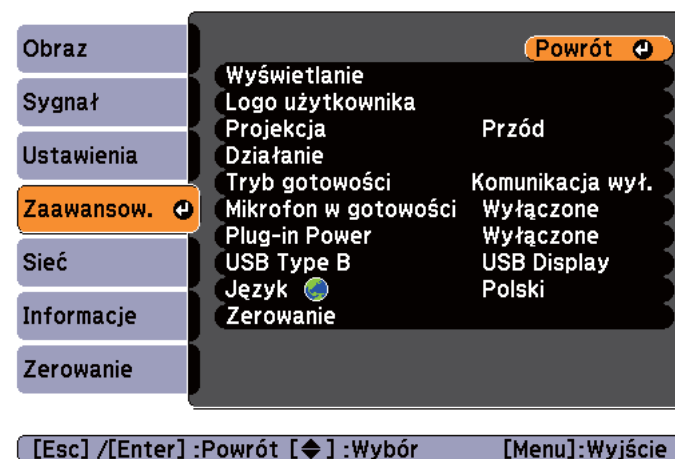 Obraz
Sygnał
Ustawienia
Zaawansow.
Sieć
Informacje
Zerowanie
Powrót
Wyświetlanie
Logo użytkownika
Projekcja Przód
Działanie
Tryb gotowości Komunikacja wył.
Mikrofon w gotowości Wyłączone
Plug-in Power Wyłączone
USB Type B USB Display
Język Polski
Zerowanie
[Esc] /[Enter] :Powrót [◆] :Wybór [Menu]:Wyjście